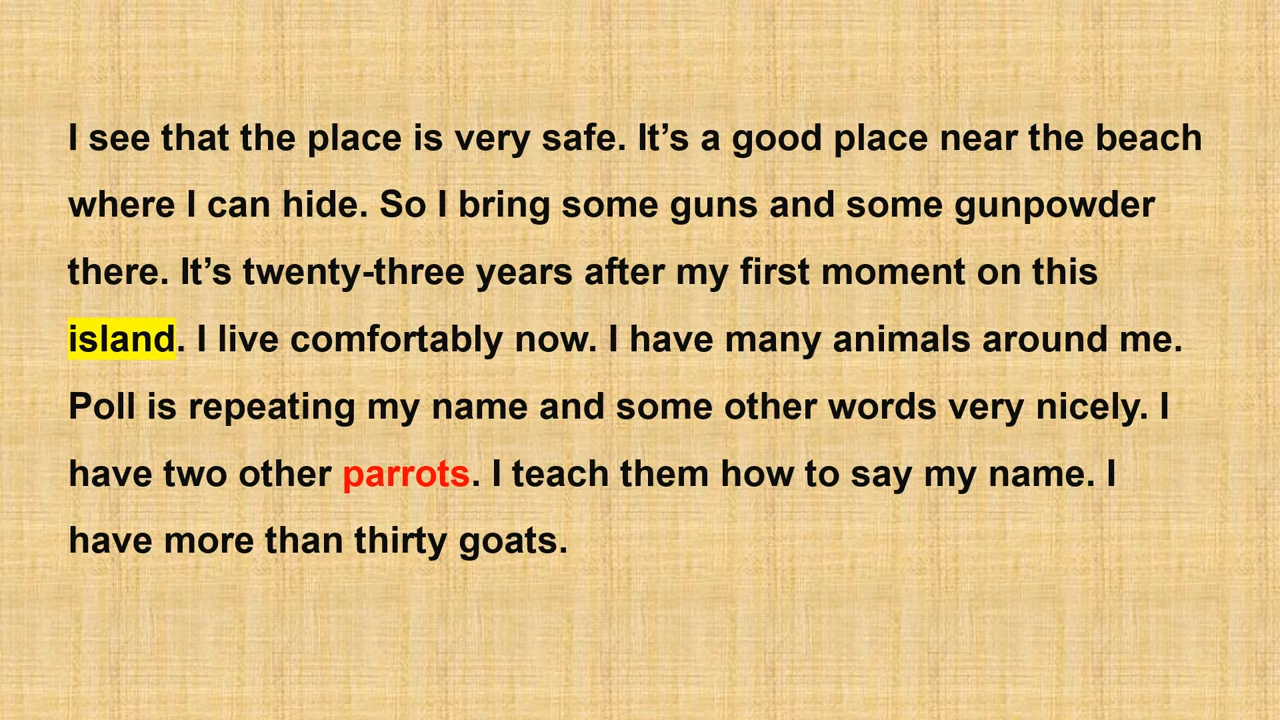 I see that the place is very safe. It’s a good place near the beach
where I can hide. So I bring some guns and some gunpowder
there. It’s twenty-three years after my first moment on this
island. I live comfortably now. I have many animals around me.
Poll is repeating my name and some other words very nicely. I
have two other parrots. I teach them how to say my name. I
have more than thirty goats.